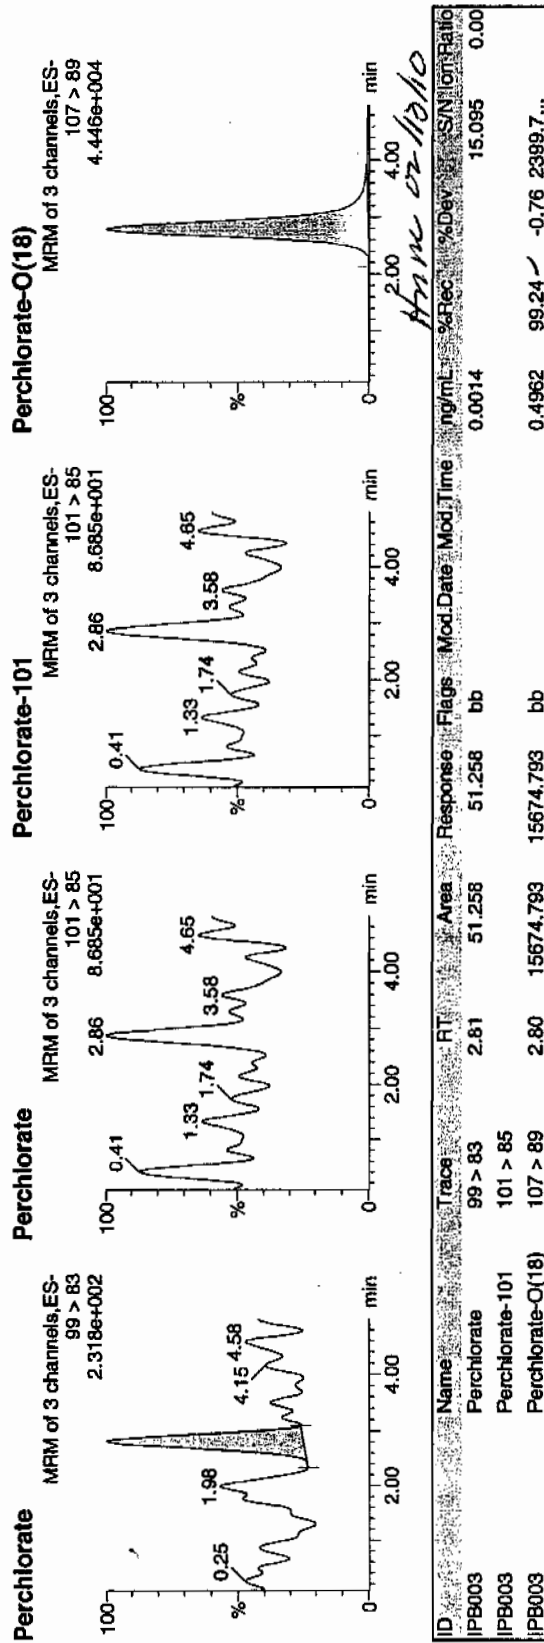 Perchlorate
MRM of 3 channels,ES-
99 > 83
2.318e+002
100
%
0
0.25
1.98
4.15
4.58
2.00
4.00
min
Perchlorate
MRM of 3 channels,ES-
101 > 85
8.685e+001
100
%
0
0.41
1.33
1.74
2.86
3.58
4.65
2.00
4.00
min
Perchlorate-101
MRM of 3 channels,ES-
101 > 85
8.685e+001
100
%
0
0.41
1.33
1.74
2.86
3.58
4.65
2.00
4.00
min
Perchlorate-O(18)
MRM of 3 channels,ES-
107 > 89
4.446e+004
100
%
0
2.00
4.00
min
02/10/10
ID Name Trace RT Area Response Flags Mod.Date Mod.Time ng/mL %Rec %Dev S/N Ion Ratio
IPB003 Perchlorate 99 > 83 2.81 51.258 51.258 bb 0.0014 15.095 0.00
IPB003 Perchlorate-101 101 > 85
IPB003 Perchlorate-O(18) 107 > 89 2.80 15674.793 15674.793 bb 0.4962 99.24 -0.76 2399.7...